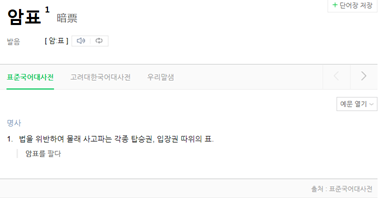 암표1 暗票
+ 단어장 저장
발음 [ 암ː표 ]
표준국어대사전 고려대한국어대사전 우리말샘
예문 열기
명사
1. 법을 위반하여 몰래 사고파는 각종 탑승권, 입장권 따위의 표.
암표를 팔다
출처 : 표준국어대사전